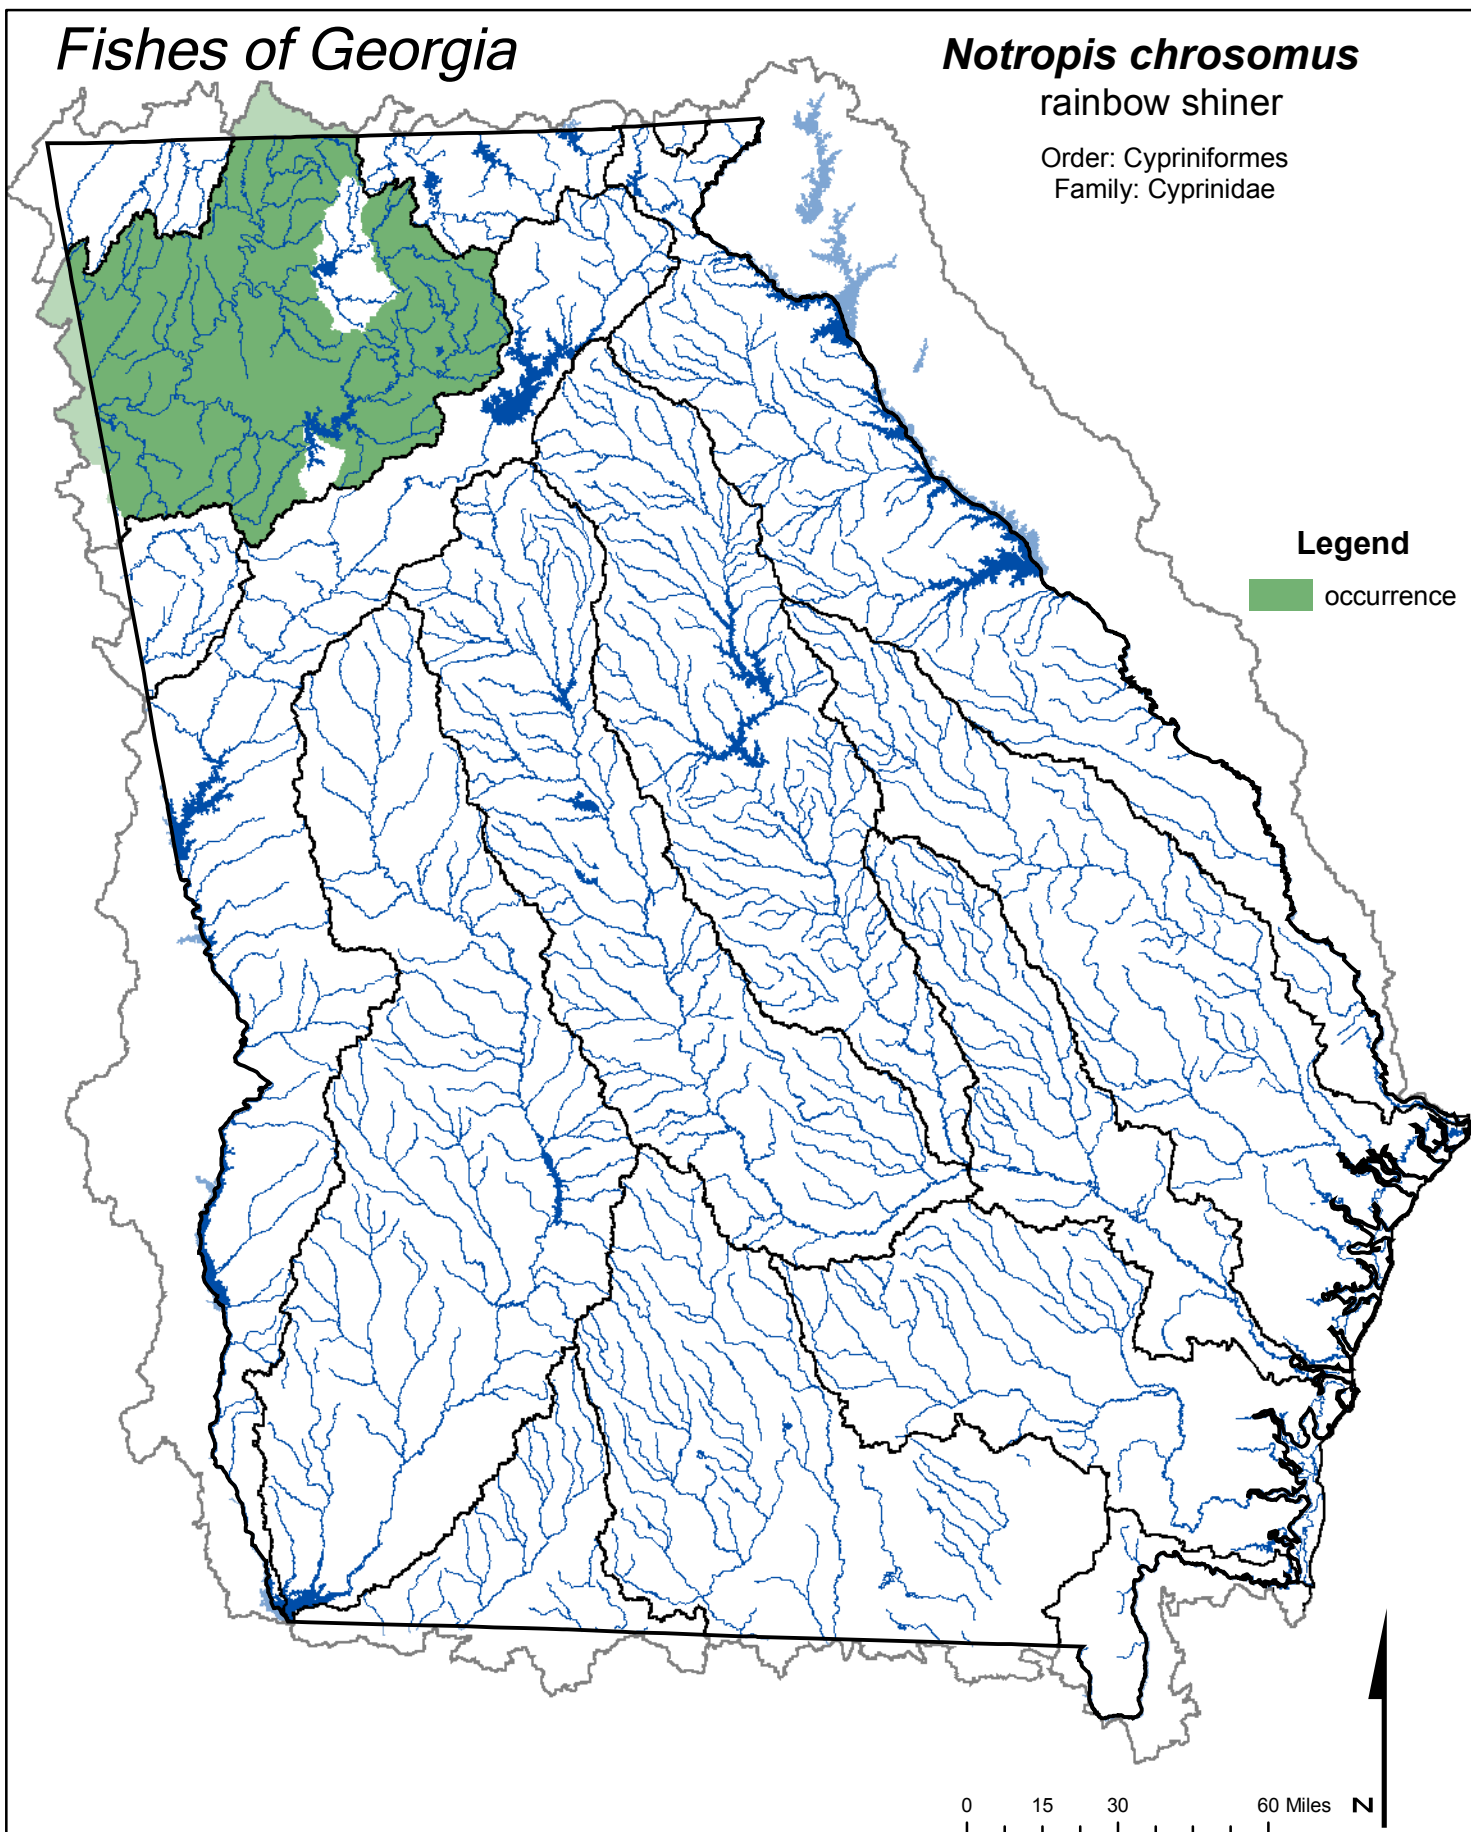 Fishes of Georgia
Notropis chrosomus
rainbow shiner
Order: Cypriniformes
Family: Cyprinidae
Legend
occurrence
0 15 30 60 Miles
N